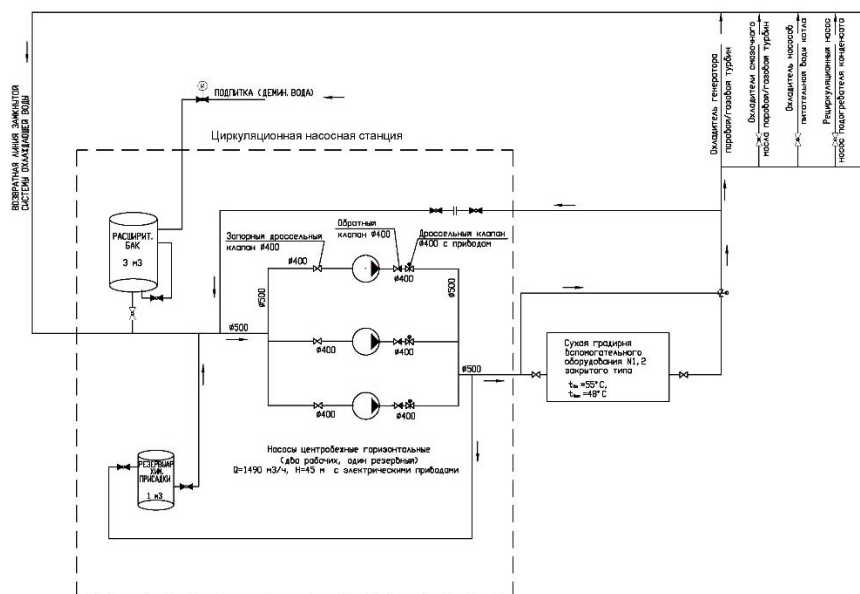 ВОЗВРАТНАЯ ЛИНИЯ ЗАМКНУТОЙ
СИСТЕМЫ ОХЛАЖДАЮЩЕЙ ВОДЫ
М
ПОДПИТКА (ДЕМИН. ВОДА)
Циркуляционная насосная станция
Охладитель генератора
паровой/газовой турбин
Охладители смазочного
масла паровой/газовой турбин
Охладитель насосов
питательной воды котла
Рециркуляционный насос
насос подогревателя конденсата
РАСШИРИТ.
БАК
3 м3
Запорный дроссельный
клапан Ø400
Обратный
клапан Ø400
Дроссельный клапан
Ø400 с приводом
Ø400
Ø400
Ø500
Ø500
Ø500
Ø400
Ø400
Ø500
Ø400
Ø400
Сухая градирня
вспомогательного
оборудования N1,2
закрытого типа
=55°С,
=48°С
Насосы центробежные горизонтальные
(два рабочих, один резервный)
Q=1490 м3/ч, Н=45 м с электрическими приводами
РЕЗЕРВУАР
ХИМ.
ПРИСАДКИ
1 м3